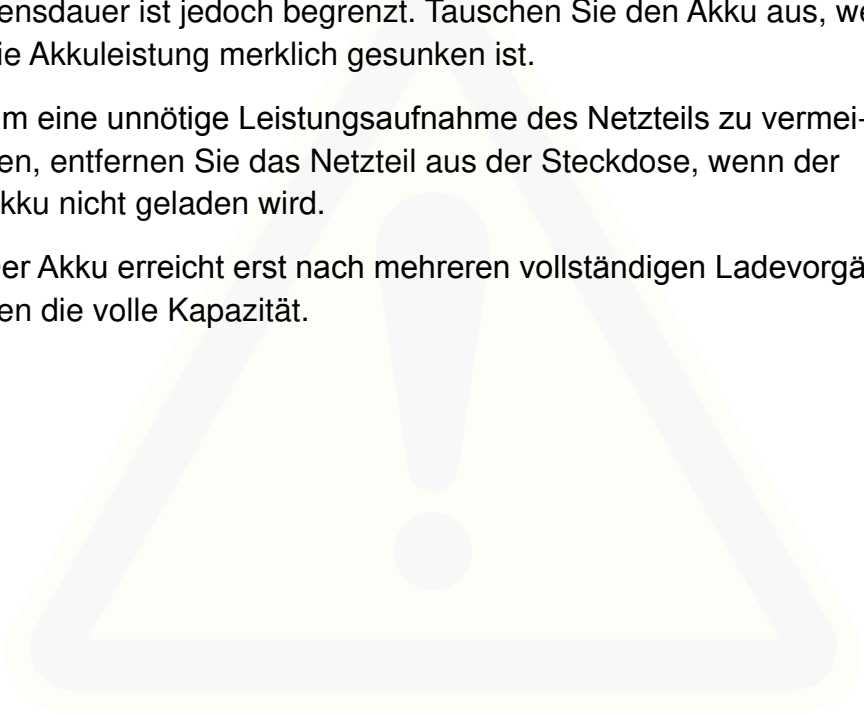 ensdauer ist jedoch begrenzt. Tauschen Sie den Akku aus, we
ie Akkuleistung merklich gesunken ist.
m eine unnötige Leistungsaufnahme des Netzteils zu vermei-
en, entfernen Sie das Netzteil aus der Steckdose, wenn der
kku nicht geladen wird.
er Akku erreicht erst nach mehreren vollständigen Ladevorgä
en die volle Kapazität.